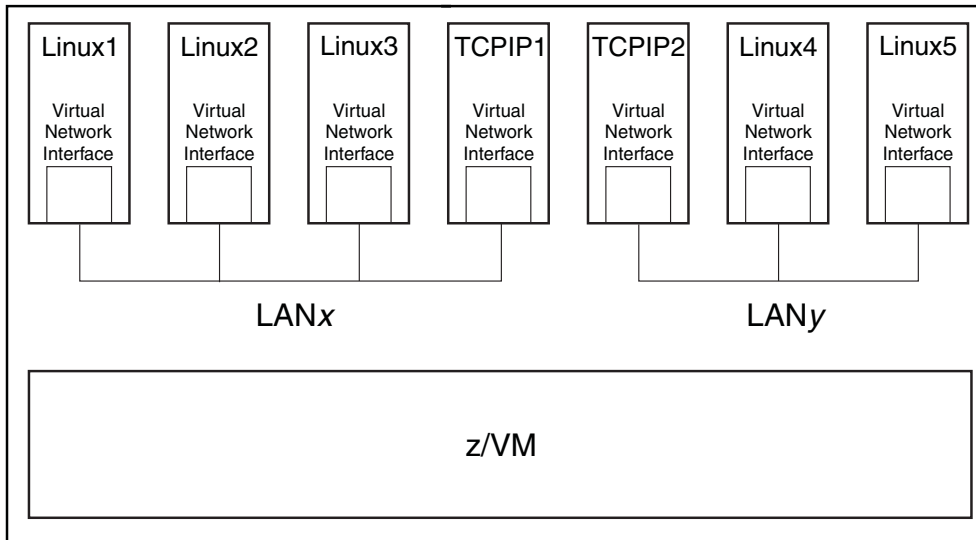 Linux1
Virtual
Network
Interface
Linux2
Virtual
Network
Interface
Linux3
Virtual
Network
Interface
TCPIP1
Virtual
Network
Interface
TCPIP2
Virtual
Network
Interface
Linux4
Virtual
Network
Interface
Linux5
Virtual
Network
Interface
LANx
LANy
z/VM